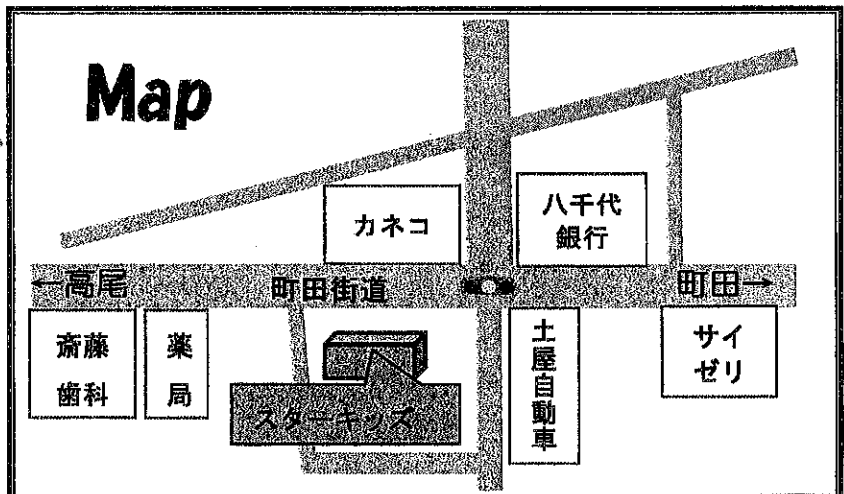 Map
カネコ
八千代
銀行
←高尾
町田街道
町田→
斎藤
歯科
薬
局
スターキッズ
土屋自動車
サイ
ゼリ